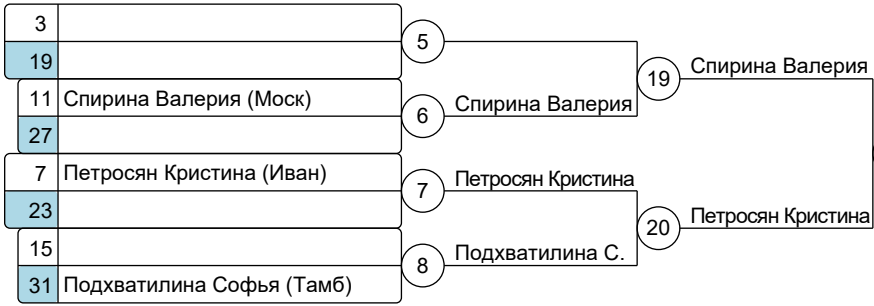 3
5
19
19 Спирина Валерия
11 Спирина Валерия (Моск)
6 Спирина Валерия
27
7 Петросян Кристина (Иван)
7 Петросян Кристина
23
20 Петросян Кристина
15
8 Подхватилина С.
31 Подхватилина Софья (Тамб)